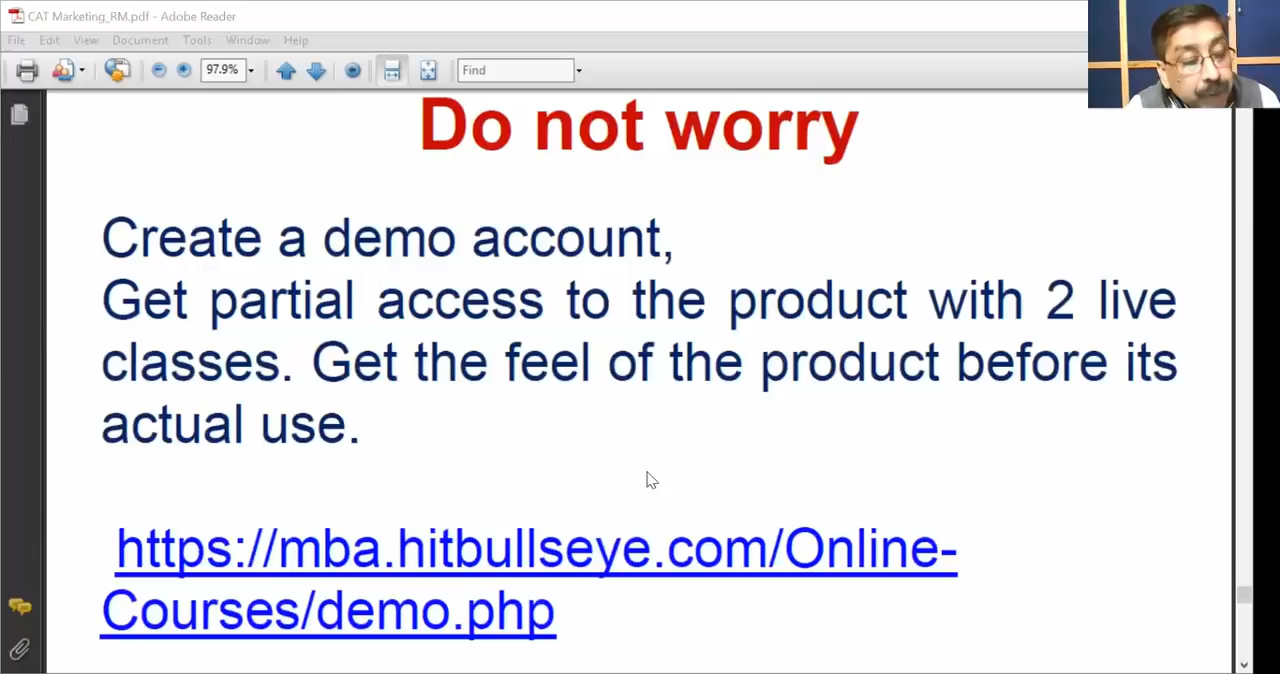 CAT Marketing_RM.pdf - Adobe Reader
File Edit View Document Tools Window Help
97.9% Find
Do not worry
Create a demo account,
Get partial access to the product with 2 live
classes. Get the feel of the product before its
actual use.
https://mba.hitbullseye.com/Online-
Courses/demo.php